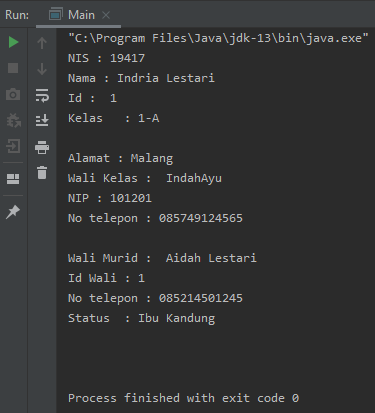 Run: Main ×
"C:\Program Files\Java\jdk-13\bin\java.exe"
NIS : 19417
Nama : Indria Lestari
Id :  1
Kelas   : 1-A
Alamat : Malang
Wali Kelas :  IndahAyu
NIP : 101201
No telepon : 085749124565
Wali Murid :  Aidah Lestari
Id Wali : 1
No telepon : 085214501245
Status  : Ibu Kandung
Process finished with exit code 0